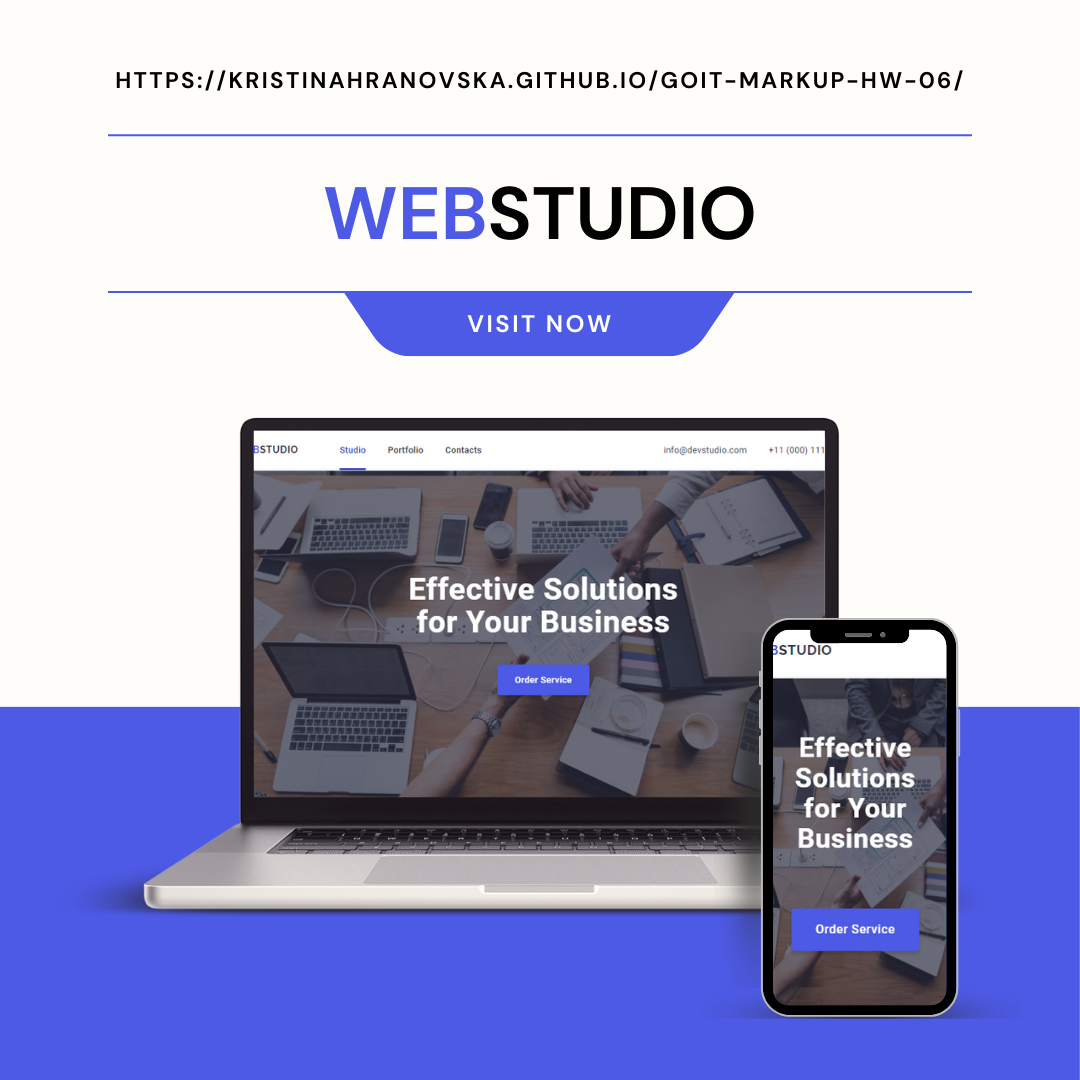 HTTPS://KRISTINAHRANOVSKA.GITHUB.IO/GOIT-MARKUP-HW-06/
WEBSTUDIO
VISIT NOW
BSTUDIO Studio Portfolio Contacts info@devstudio.com +11 (000) 111
Effective Solutions
for Your Business
Order Service
BSTUDIO
Effective
Solutions
for Your
Business
Order Service